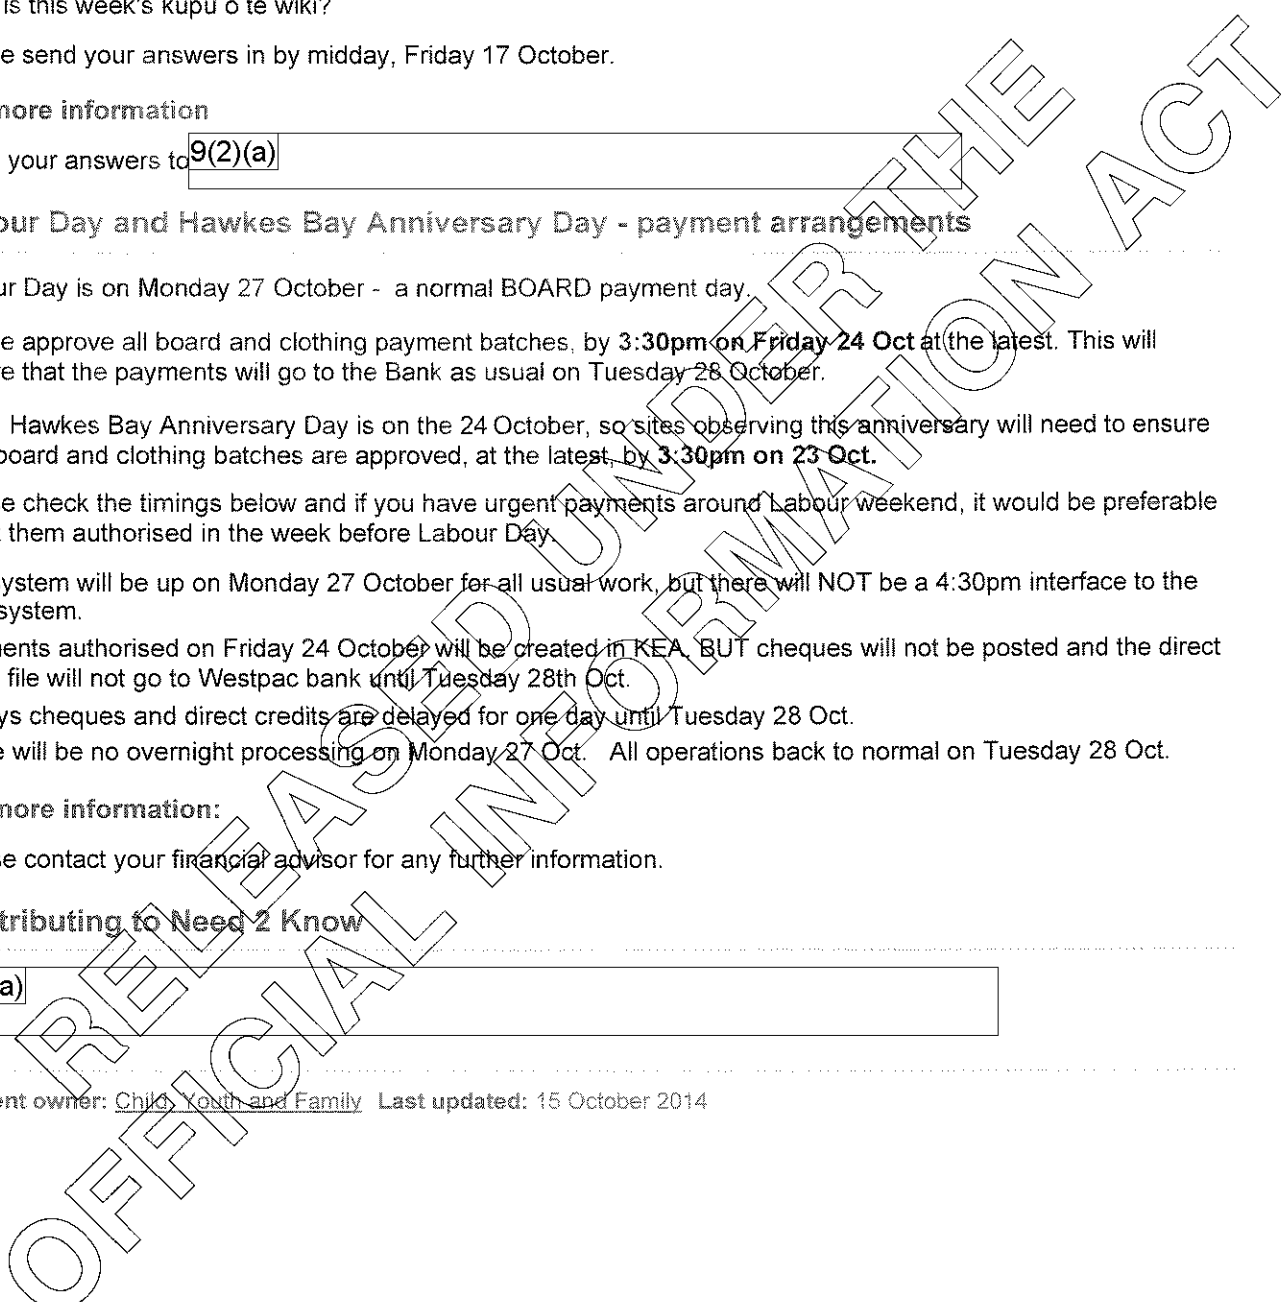 is this week's kupu o te wiki?
e send your answers in by midday, Friday 17 October.
more information
your answers to 9(2)(a)
our Day and Hawkes Bay Anniversary Day - payment arrangements
ur Day is on Monday 27 October - a normal BOARD payment day.
e approve all board and clothing payment batches, by 3:30pm on Friday 24 Oct at the latest. This will
e that the payments will go to the Bank as usual on Tuesday 28 October.
Hawkes Bay Anniversary Day is on the 24 October, so sites observing this anniversary will need to ensure
board and clothing batches are approved, at the latest, by 3:30pm on 23 Oct.
e check the timings below and if you have urgent payments around Labour weekend, it would be preferable
them authorised in the week before Labour Day.
ystem will be up on Monday 27 October for all usual work, but there will NOT be a 4:30pm interface to the
system.
ents authorised on Friday 24 October will be created in KEA. BUT cheques will not be posted and the direct
file will not go to Westpac bank until Tuesday 28th Oct.
ys cheques and direct credits are delayed for one day until Tuesday 28 Oct.
e will be no overnight processing on Monday 27 Oct. All operations back to normal on Tuesday 28 Oct.
more information:
e contact your financial advisor for any further information.
tributing to Need 2 Know
a)
ent owner: Child, Youth and Family Last updated: 15 October 2014
RELEASED UNDER THE
OFFICIAL INFORMATION ACT